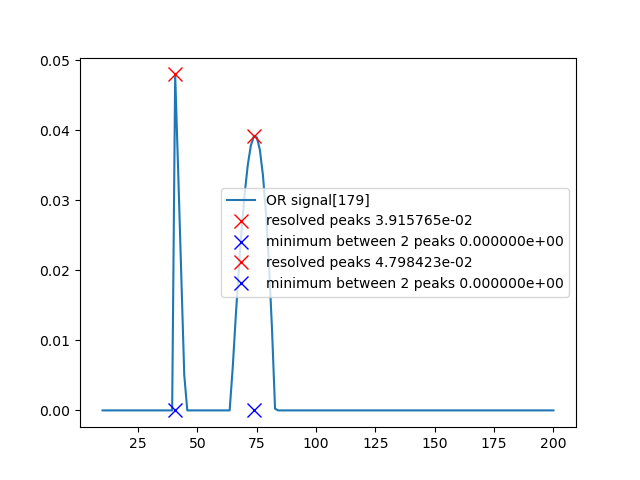 0.05
0.04
0.03
0.02
0.01
0.00
OR signal[179]
resolved peaks 3.915765e-02
minimum between 2 peaks 0.000000e+00
resolved peaks 4.798423e-02
minimum between 2 peaks 0.000000e+00
25 50 75 100 125 150 175 200